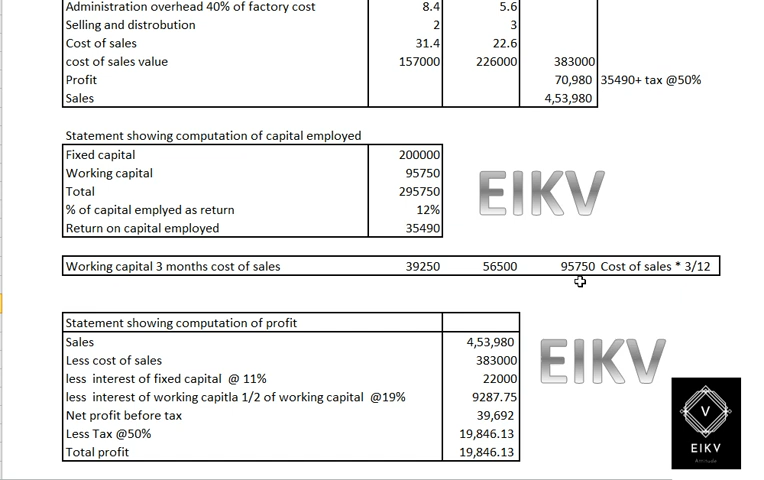 Administration overhead 40% of factory cost 8.4 5.6
Selling and distrobution 2 3
Cost of sales 31.4 22.6
cost of sales value 157000 226000 383000
Profit 70,980 35490+ tax @50%
Sales 4,53,980
Statement showing computation of capital employed
Fixed capital 200000
Working capital 95750
Total 295750
% of capital emplyed as return 12%
Return on capital employed 35490
EIKV
Working capital 3 months cost of sales 39250 56500 95750 Cost of sales * 3/12
Statement showing computation of profit
Sales 4,53,980
Less cost of sales 383000
less interest of fixed capital @ 11% 22000
less interest of working capitla 1/2 of working capital @19% 9287.75
Net profit before tax 39,692
Less Tax @50% 19,846.13
Total profit 19,846.13
EIKV
V
EIKV